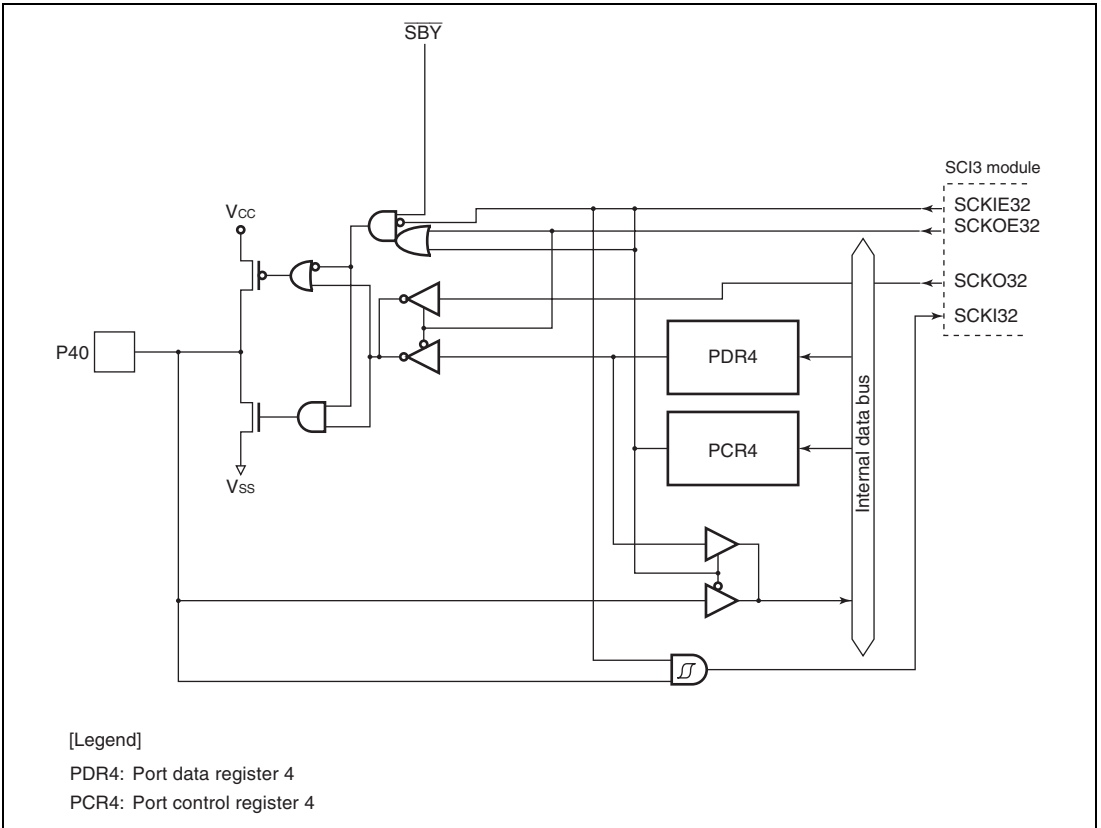 SBY
SCI3 module
SCKIE32
SCKOE32
SCKO32
SCKI32
VCC
P40
VSS
PDR4
PCR4
Internal data bus
[Legend]
PDR4: Port data register 4
PCR4: Port control register 4